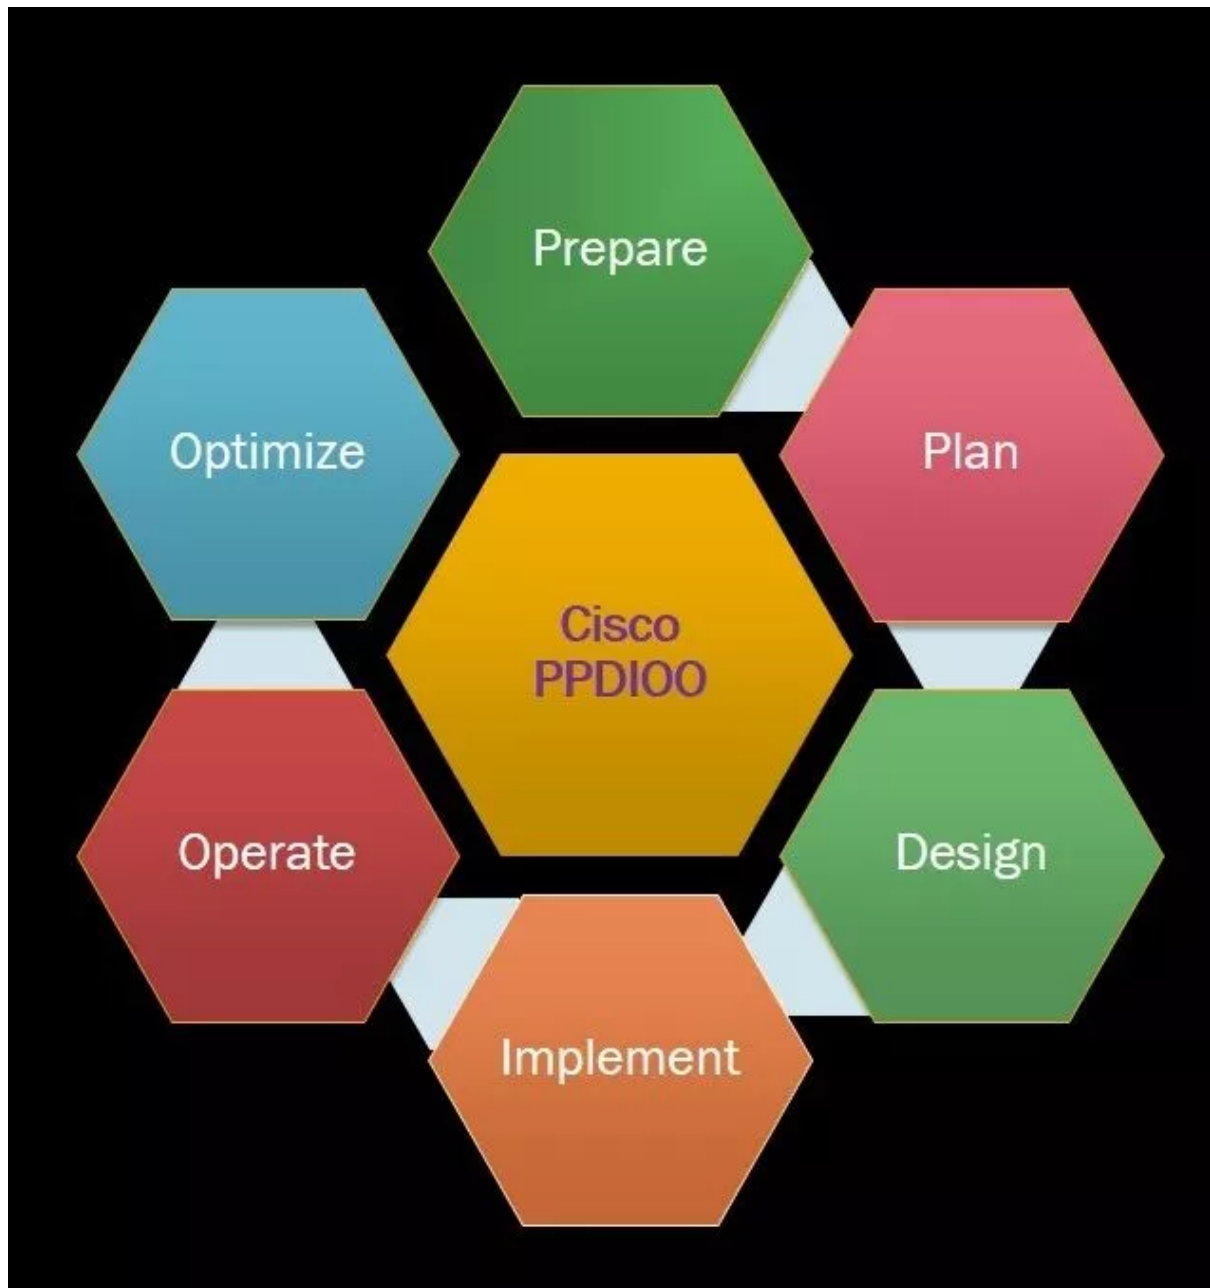 Prepare
Plan
Design
Implement
Operate
Optimize
Cisco
PPDIOO